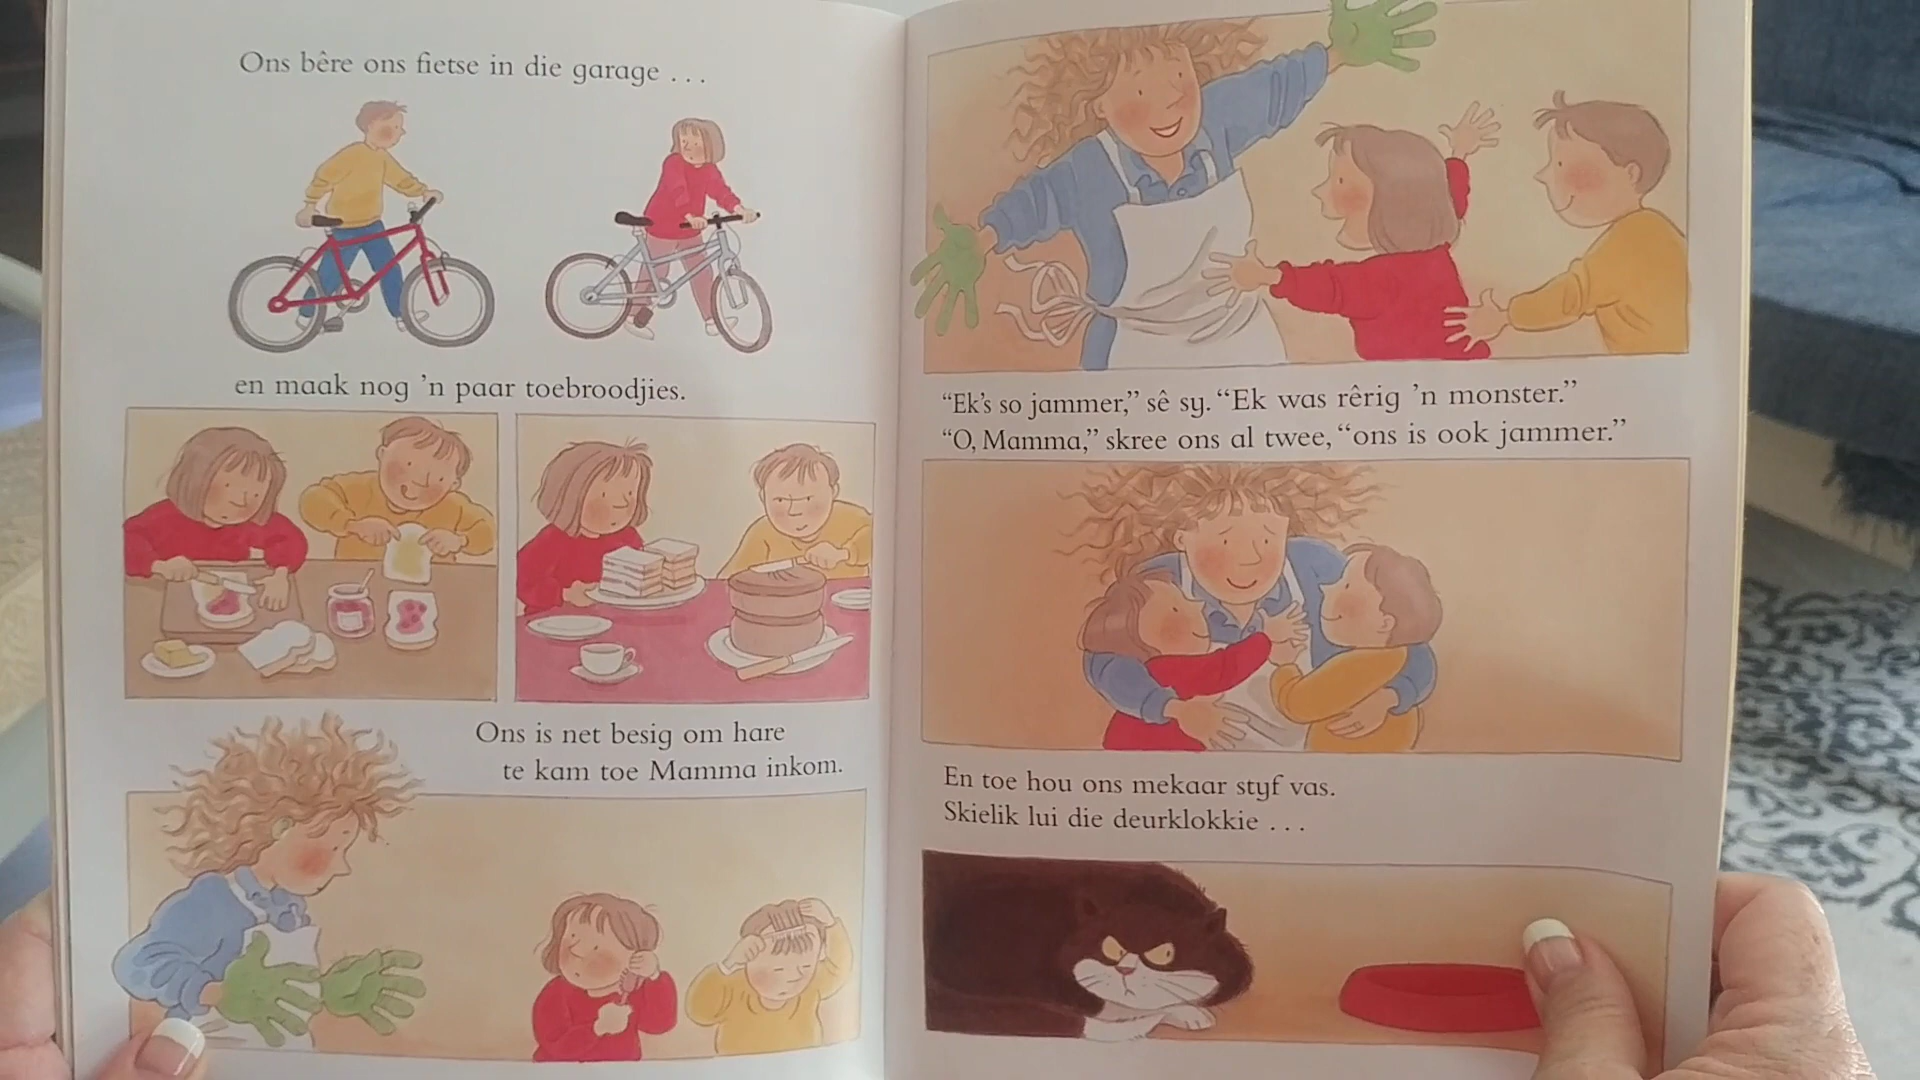 Ons bêre ons fietse in die garage . . .
en maak nog 'n paar toebroodjies.
Ons is net besig om hare
te kam toe Mamma inkom.
“Ek’s so jammer,” sê sy. “Ek was rêrig ’n monster.”
“O, Mamma,” skree ons al twee, “ons is ook jammer.”
En toe hou ons mekaar styf vas.
Skielik lui die deurklokkie . . .